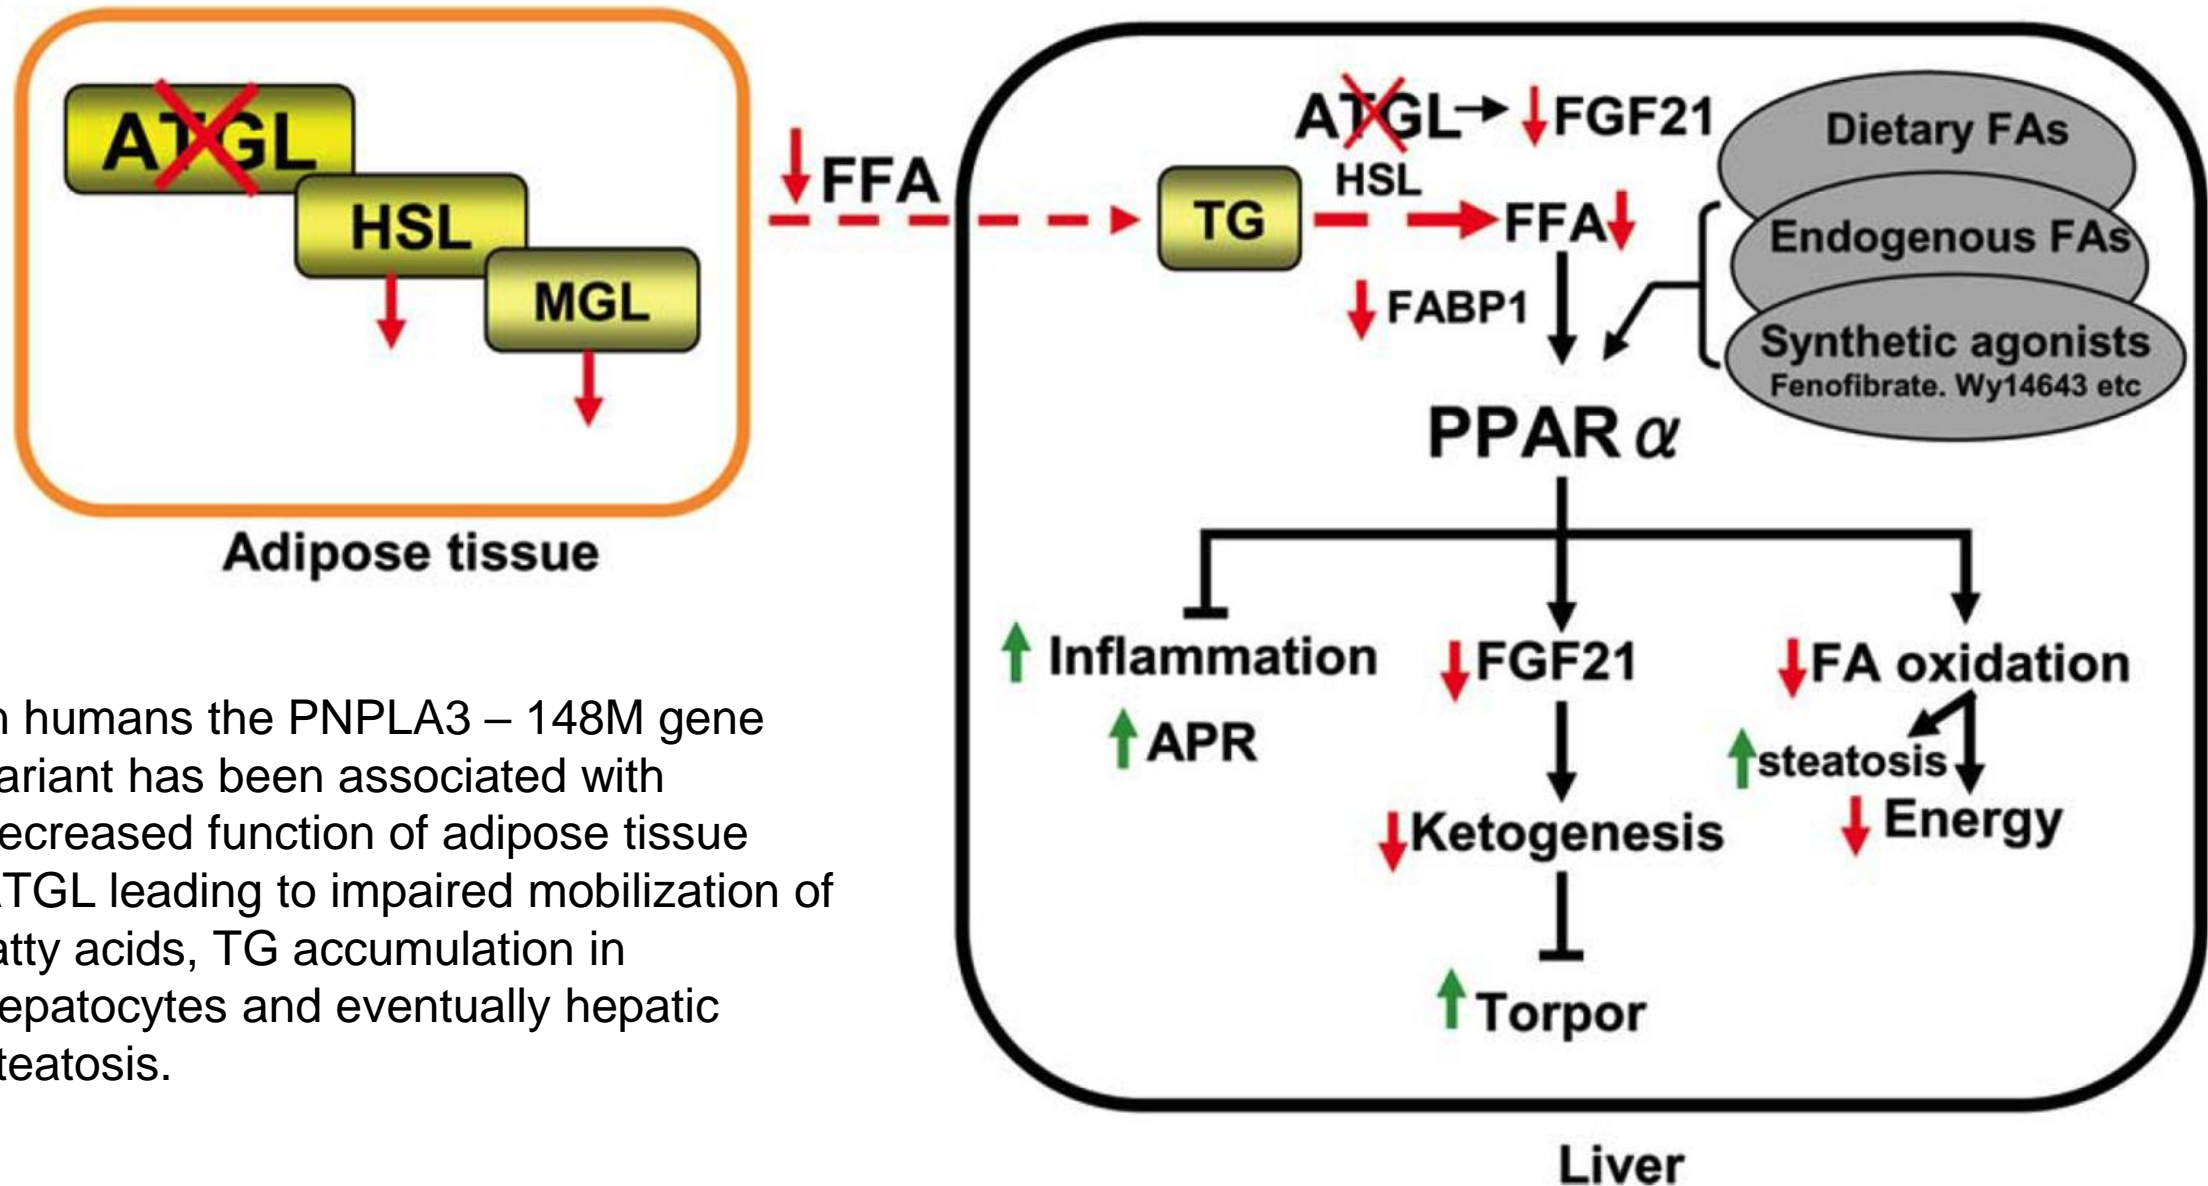 ATGL
HSL
MGL
Adipose tissue
FFA
ATGL FGF21
HSL
TG
FFA
FABP1
Dietary FAs
Endogenous FAs
Synthetic agonists
Fenofibrate. Wy14643 etc
PPAR α
Inflammation
APR
FGF21
Ketogenesis
Torpor
FA oxidation
steatosis
Energy
Liver
n humans the PNPLA3 – 148M gene
ariant has been associated with
ecreased function of adipose tissue
ATGL leading to impaired mobilization of
atty acids, TG accumulation in
epatocytes and eventually hepatic
teatosis.